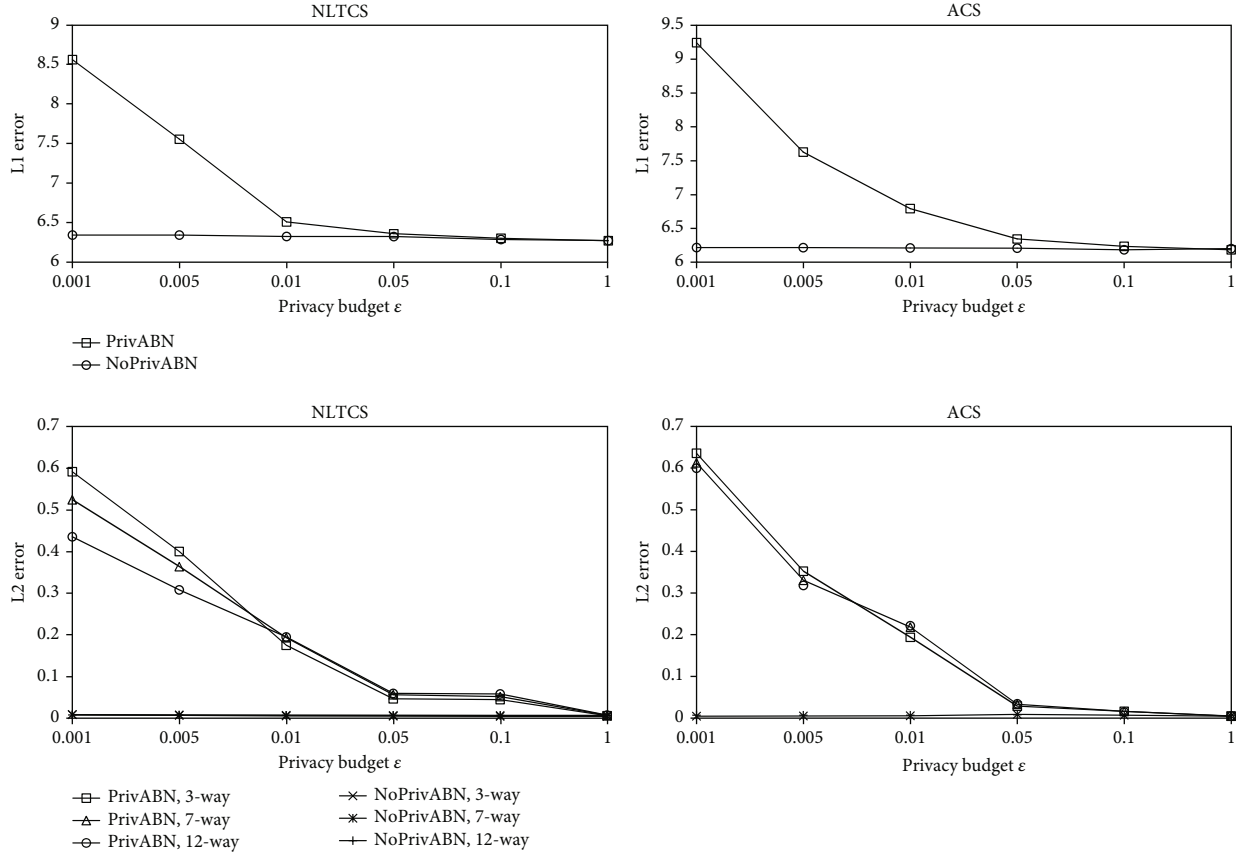 NLTCS
9
8.5
8
7.5
7
6.5
6
L1 error
0.001 0.005 0.01 0.05 0.1 1
Privacy budget ε
PrivABN
NoPrivABN
ACS
9.5
9
8.5
8
7.5
7
6.5
6
L1 error
0.001 0.005 0.01 0.05 0.1 1
Privacy budget ε
NLTCS
0.7
0.6
0.5
0.4
0.3
0.2
0.1
0
L2 error
0.001 0.005 0.01 0.05 0.1 1
Privacy budget ε
ACS
0.7
0.6
0.5
0.4
0.3
0.2
0.1
0
L2 error
0.001 0.005 0.01 0.05 0.1 1
Privacy budget ε
PrivABN, 3-way
PrivABN, 7-way
PrivABN, 12-way
NoPrivABN, 3-way
NoPrivABN, 7-way
NoPrivABN, 12-way